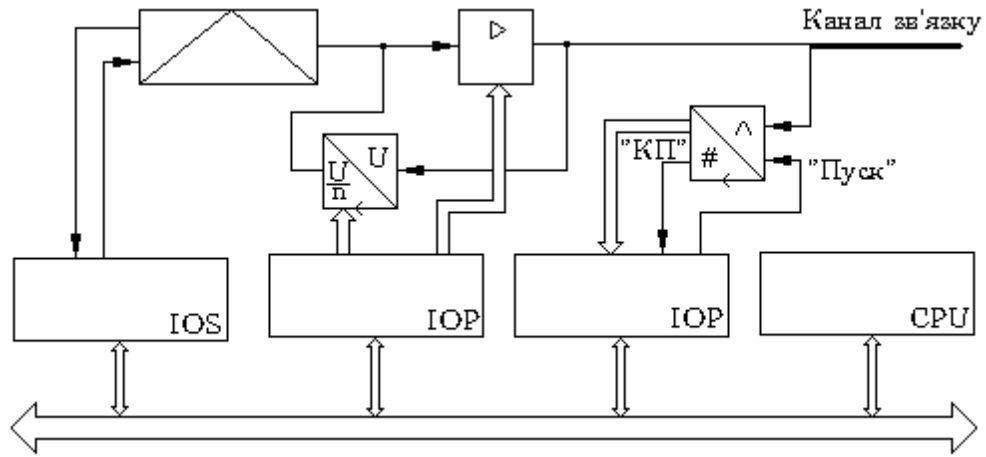 Канал зв'язку
U
U
n
"КП"
^
#
"Пуск"
IOS
IOP
IOP
CPU